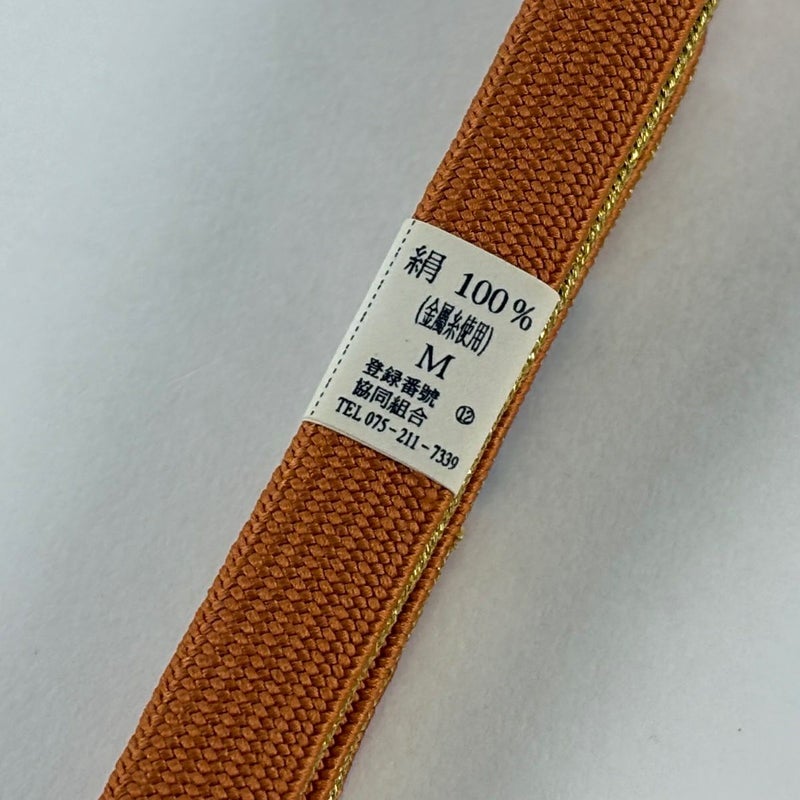 絹 100%
(金属糸使用)
M
登録番號
協同組合 ⑫
TEL 075-211-7339